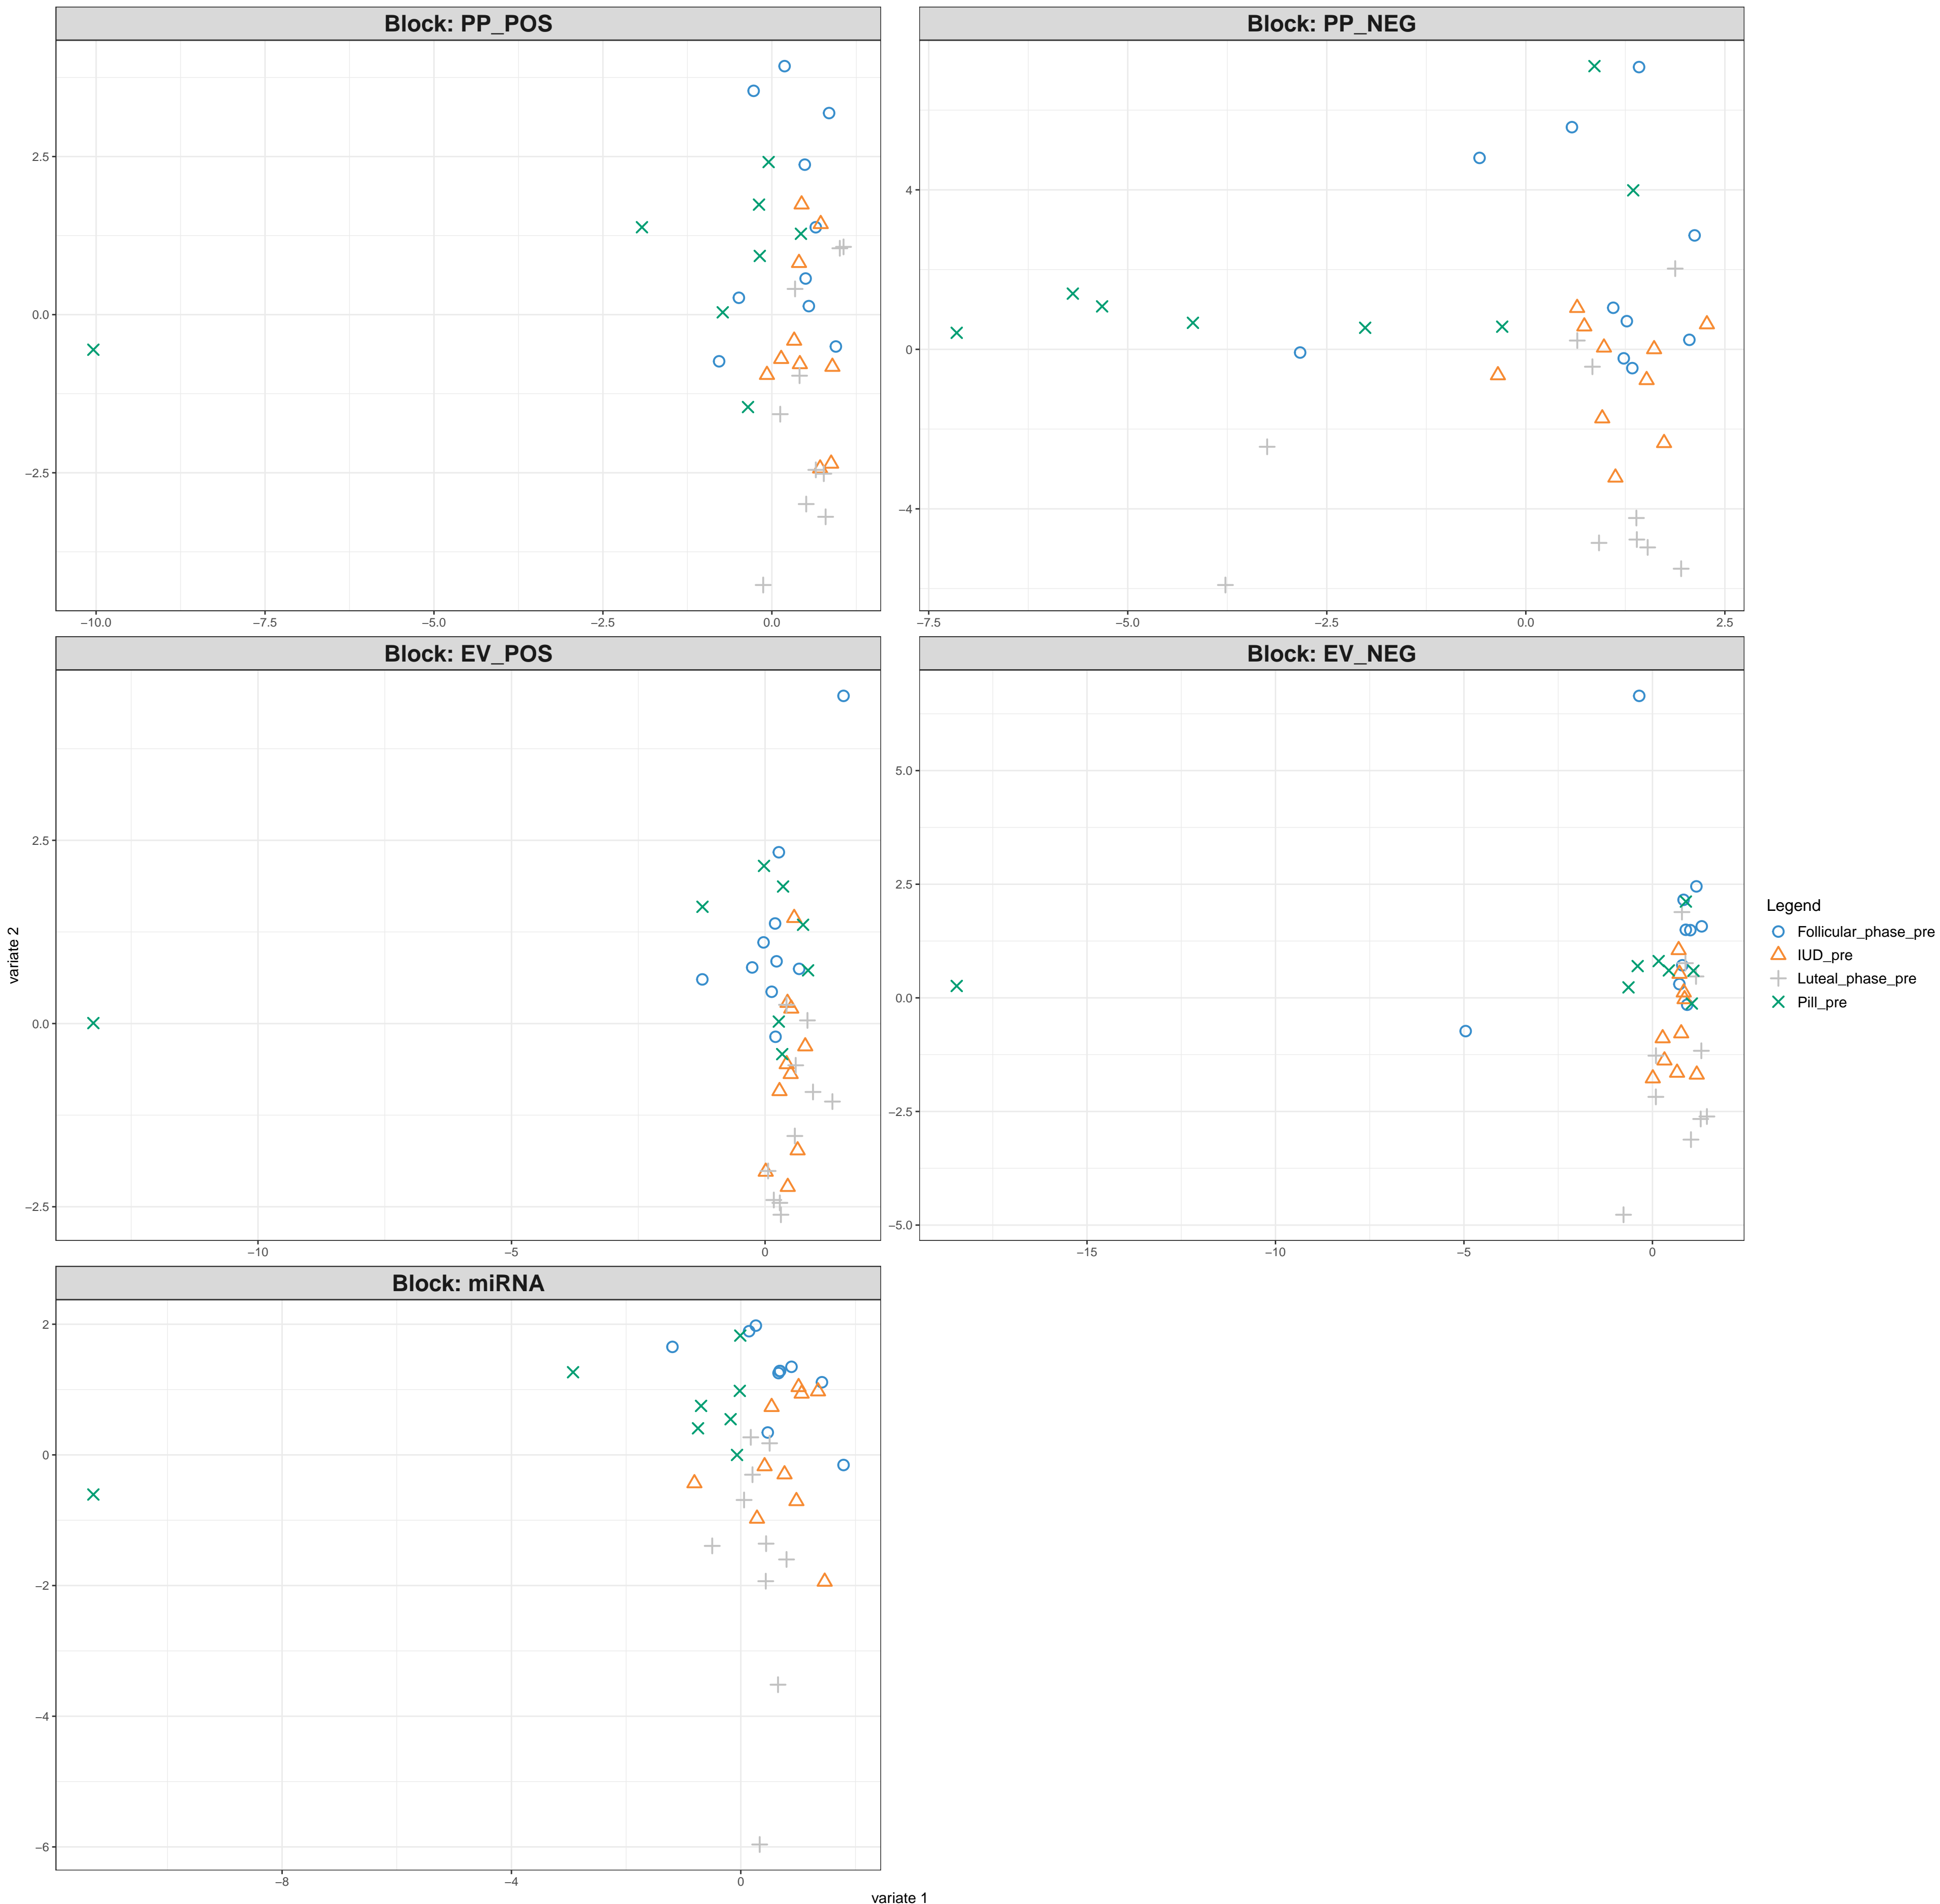 Block: PP_POS
Block: PP_NEG
2.5
0.0
−2.5
4
0
−4
−10.0 −7.5 −5.0 −2.5 0.0
−7.5 −5.0 −2.5 0.0 2.5
Block: EV_POS
Block: EV_NEG
2.5
0.0
−2.5
5.0
2.5
0.0
−2.5
−5.0
−10 −5 0
−15 −10 −5 0
variate 2
Legend
Follicular_phase_pre
IUD_pre
Luteal_phase_pre
Pill_pre
Block: miRNA
2
0
−2
−4
−6
−8 −4 0
variate 1